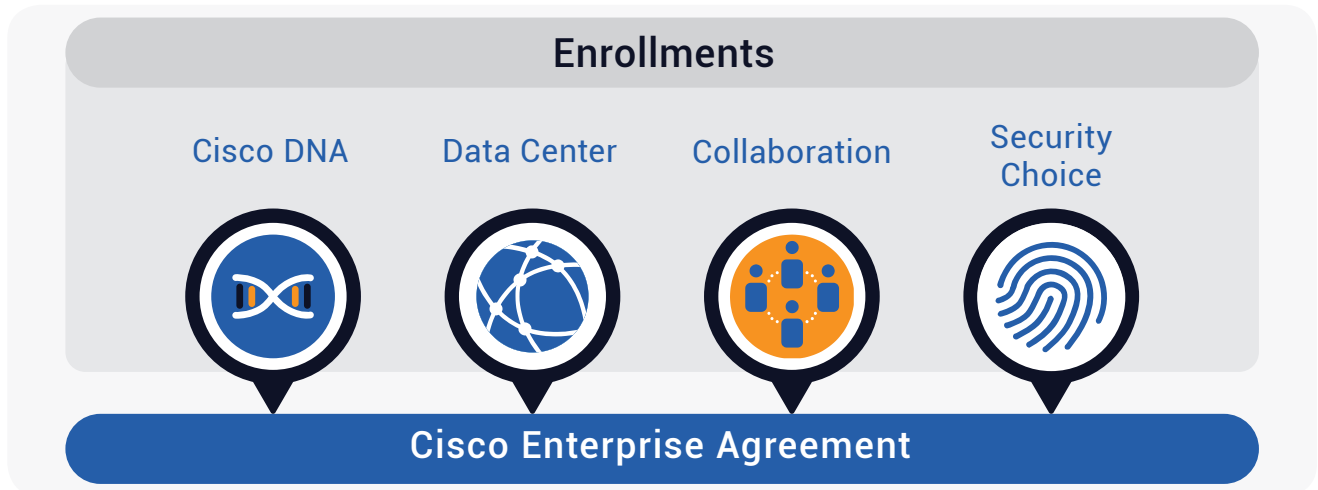 Enrollments
Cisco DNA
Data Center
Collaboration
Security
Choice
Cisco Enterprise Agreement